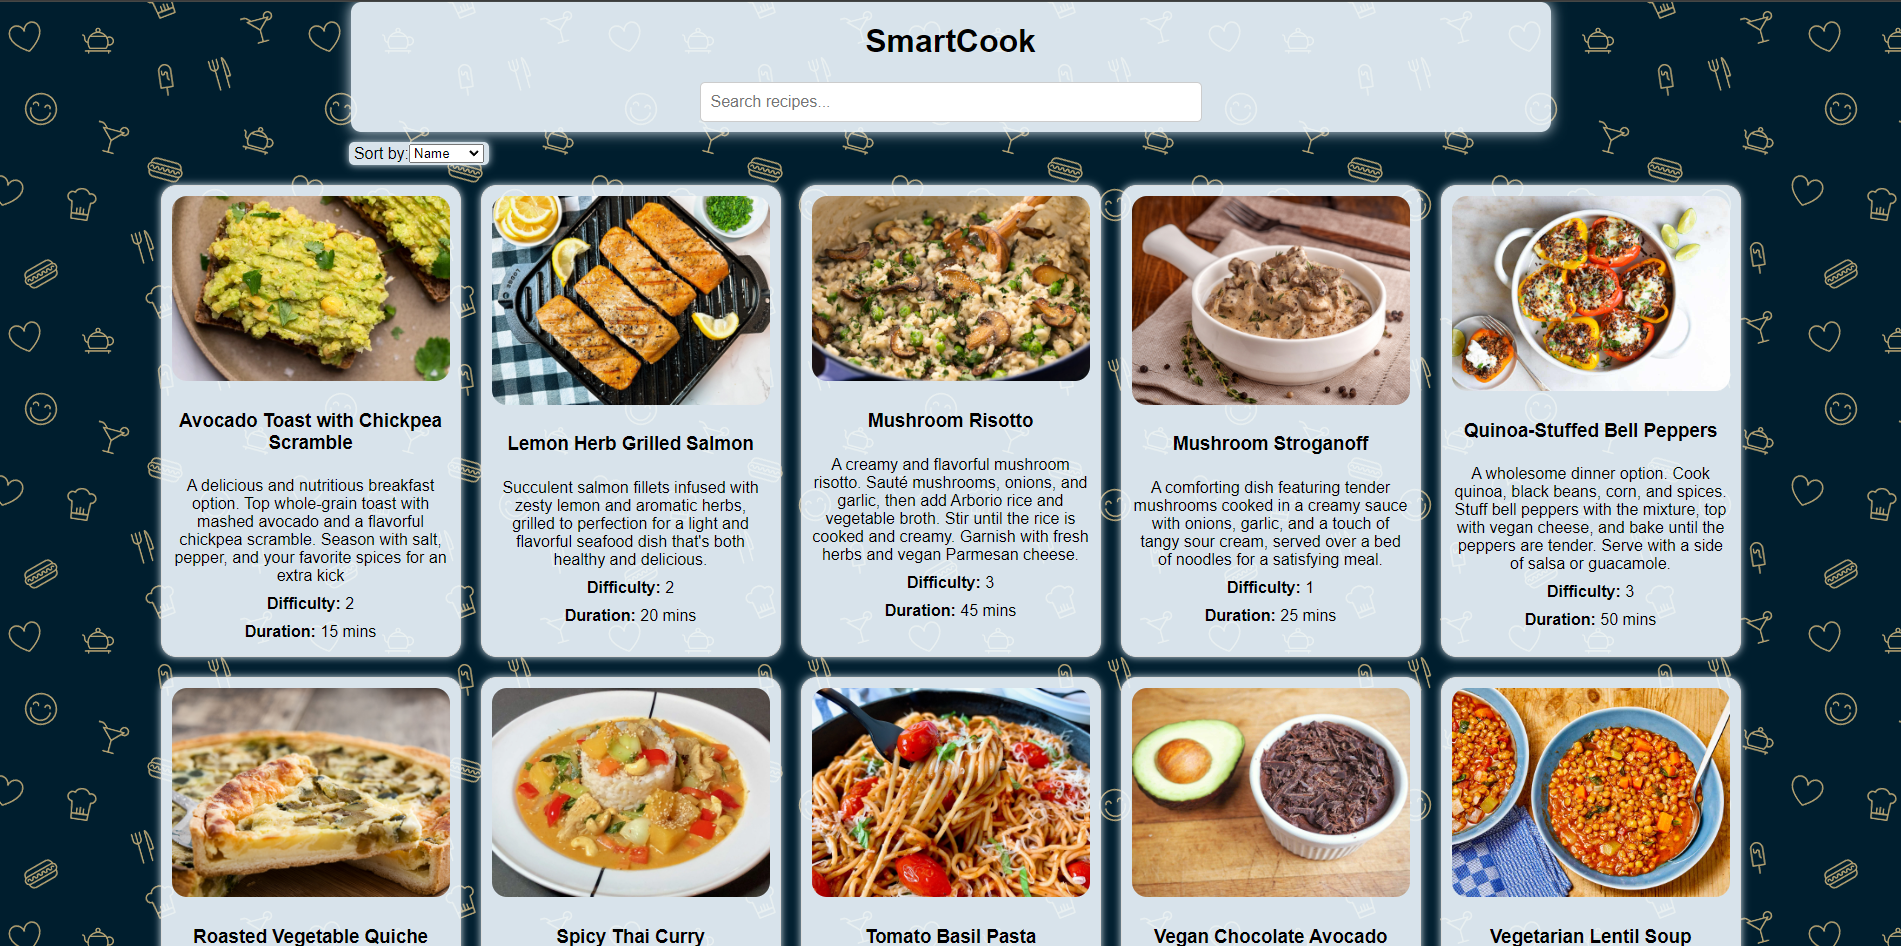 SmartCook
Search recipes...
Sort by: Name
Avocado Toast with Chickpea
Scramble
A delicious and nutritious breakfast
option. Top whole-grain toast with
mashed avocado and a flavorful
chickpea scramble. Season with salt,
pepper, and your favorite spices for an
extra kick
Difficulty: 2
Duration: 15 mins
Lemon Herb Grilled Salmon
Succulent salmon fillets infused with
zesty lemon and aromatic herbs,
grilled to perfection for a light and
flavorful seafood dish that's both
healthy and delicious.
Difficulty: 2
Duration: 20 mins
Mushroom Risotto
A creamy and flavorful mushroom
risotto. Sauté mushrooms, onions, and
garlic, then add Arborio rice and
vegetable broth. Stir until the rice is
cooked and creamy. Garnish with fresh
herbs and vegan Parmesan cheese.
Difficulty: 3
Duration: 45 mins
Mushroom Stroganoff
A comforting dish featuring tender
mushrooms cooked in a creamy sauce
with onions, garlic, and a touch of
tangy sour cream, served over a bed
of noodles for a satisfying meal.
Difficulty: 1
Duration: 25 mins
Quinoa-Stuffed Bell Peppers
A wholesome dinner option. Cook
quinoa, black beans, corn, and spices.
Stuff bell peppers with the mixture, top
with vegan cheese, and bake until the
peppers are tender. Serve with a side
of salsa or guacamole.
Difficulty: 3
Duration: 50 mins
Roasted Vegetable Quiche
Spicy Thai Curry
Tomato Basil Pasta
Vegan Chocolate Avocado
Vegetarian Lentil Soup